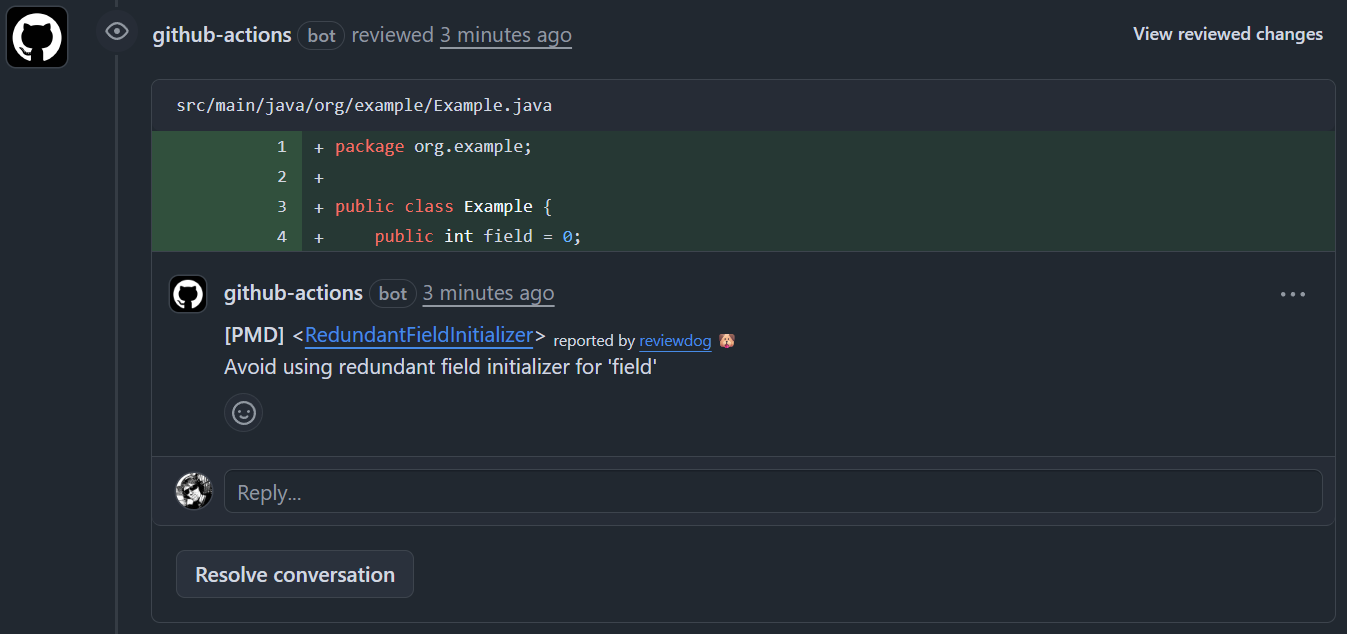 github-actions bot reviewed 3 minutes ago View reviewed changes
src/main/java/org/example/Example.java
1 + package org.example;
2 +
3 + public class Example {
4 +     public int field = 0;
github-actions bot 3 minutes ago
[PMD] <RedundantFieldInitializer> reported by reviewdog 🐶
Avoid using redundant field initializer for 'field'
Reply...
Resolve conversation